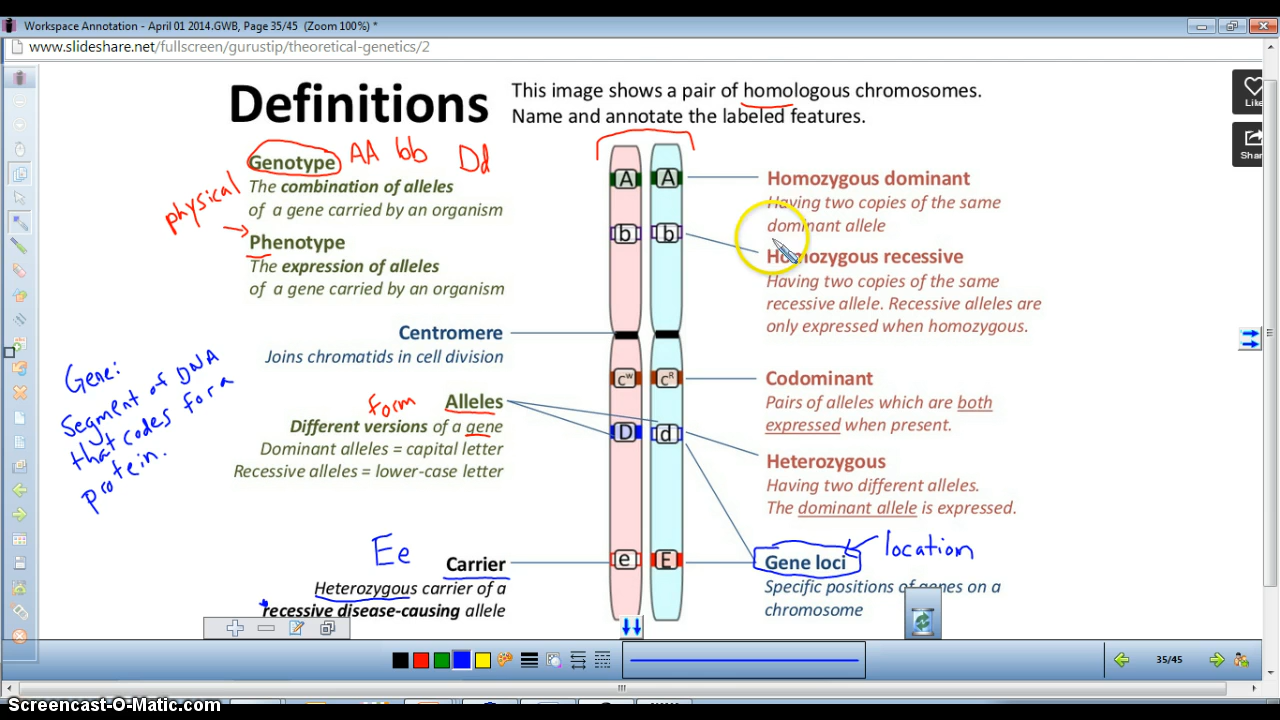 Workspace Annotation - April 01 2014.GWB, Page 35/45 (Zoom 100%) *
www.slideshare.net/fullscreen/gurustip/theoretical-genetics/2
Definitions
This image shows a pair of homologous chromosomes.
Name and annotate the labeled features.
Like
Shar
Genotype AA bb Dd
The combination of alleles
of a gene carried by an organism
physical
Phenotype
The expression of alleles
of a gene carried by an organism
Centromere
Joins chromatids in cell division
Gene:
Segment of DNA
that codes for a
protein.
Form
Alleles
Different versions of a gene
Dominant alleles = capital letter
Recessive alleles = lower-case letter
Ee
Carrier
Heterozygous carrier of a
recessive disease-causing allele
A A
b b
cᵂ cᴿ
D d
e E
Homozygous dominant
Having two copies of the same
dominant allele
Homozygous recessive
Having two copies of the same
recessive allele. Recessive alleles are
only expressed when homozygous.
Codominant
Pairs of alleles which are both
expressed when present.
Heterozygous
Having two different alleles.
The dominant allele is expressed.
Gene loci
location
Specific positions of genes on a
chromosome
35/45
Screencast-O-Matic.com